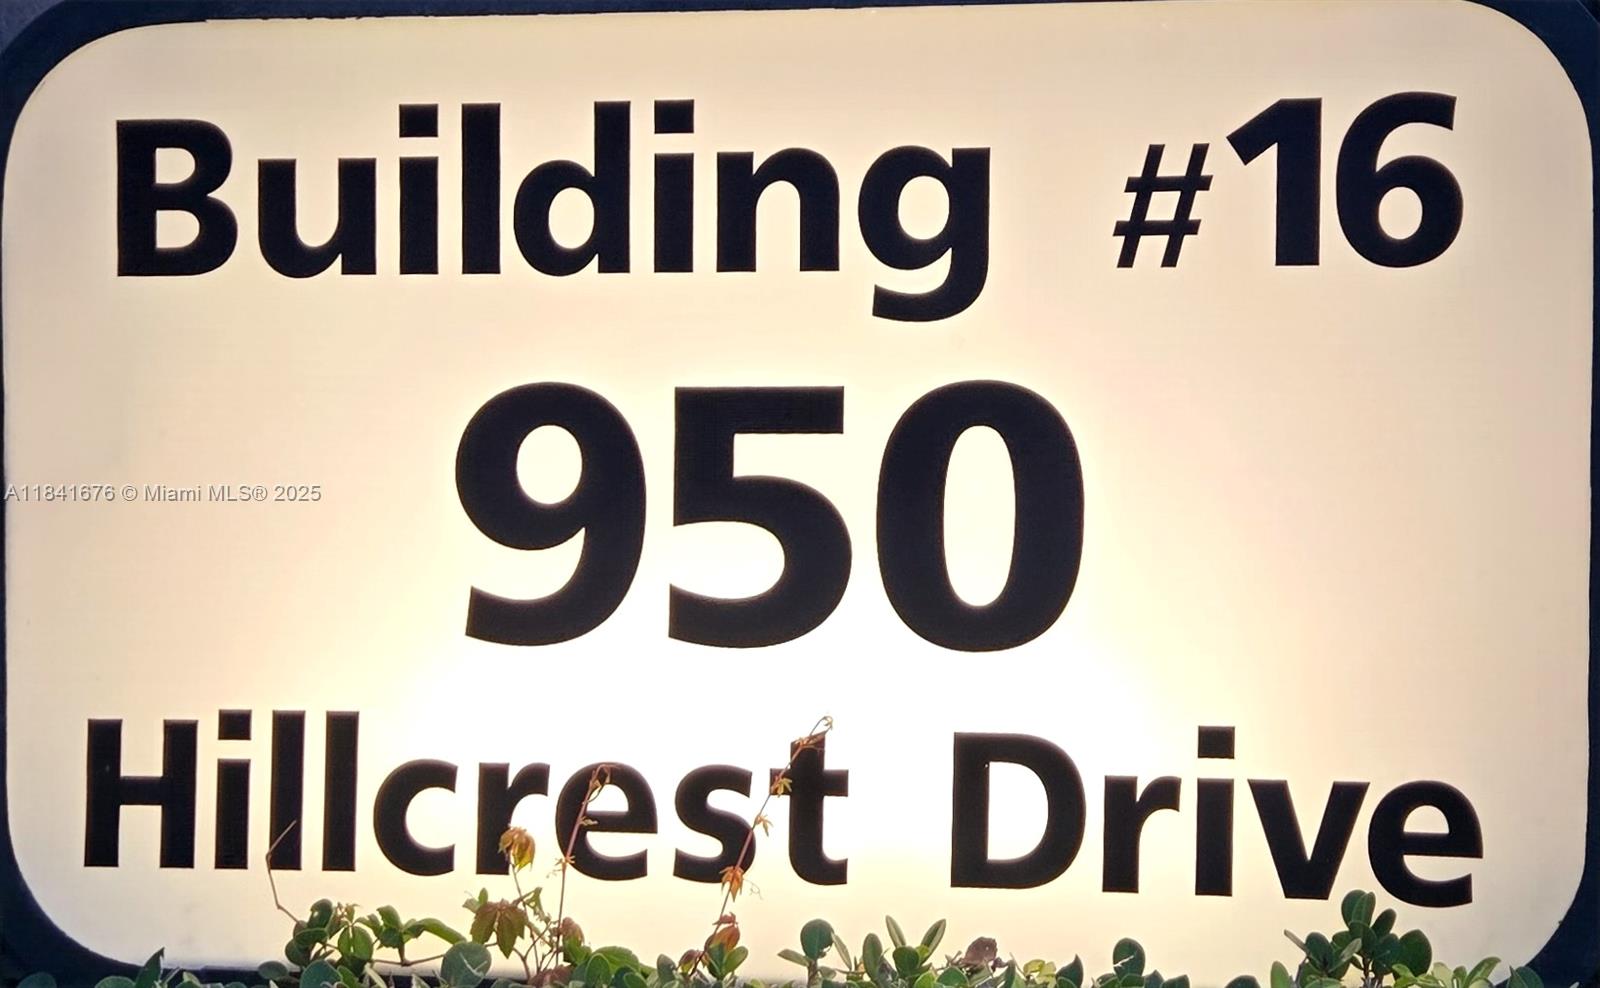 Building #16
950
A11841676 © Miami MLS® 2025
Hillcrest Drive